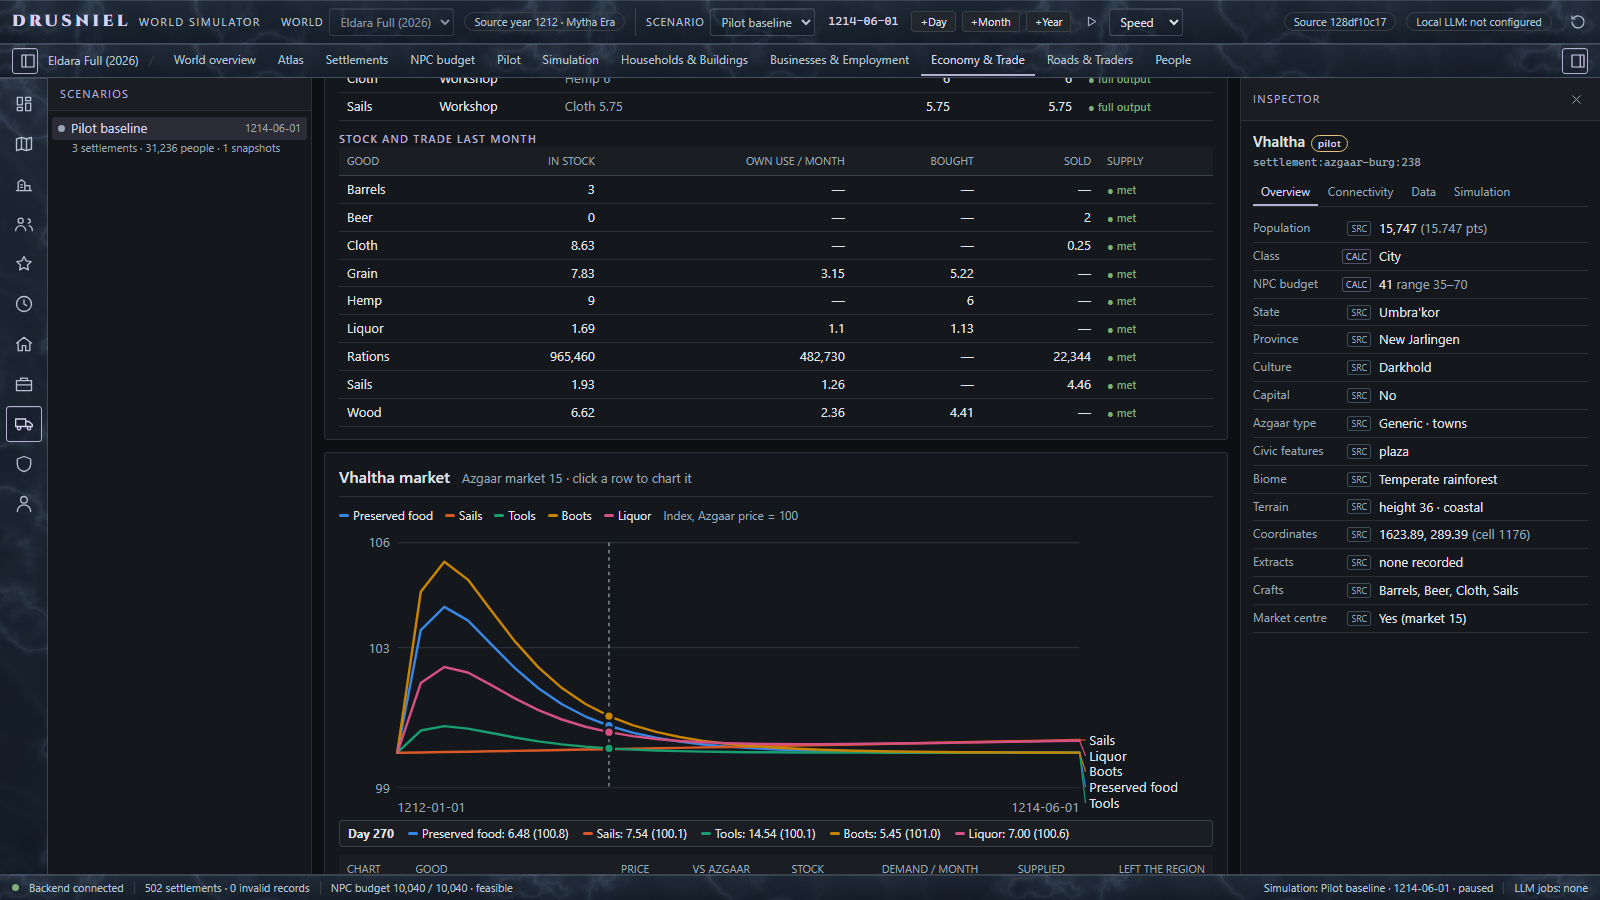 DRUSNIEL WORLD SIMULATOR WORLD Eldara Full (2026) Source year 1212 · Mytha Era SCENARIO Pilot baseline 1214-06-01 +Day +Month +Year Speed Source 128df10c17 Local LLM: not configured
Eldara Full (2026) / World overview Atlas Settlements NPC budget Pilot Simulation Households & Buildings Businesses & Employment Economy & Trade Roads & Traders People
SCENARIOS
Pilot baseline 1214-06-01
3 settlements · 31,236 people · 1 snapshots
Cloth Workshop Hemp 6 6 6 full output
Sails Workshop Cloth 5.75 5.75 5.75 full output
STOCK AND TRADE LAST MONTH
GOOD IN STOCK OWN USE / MONTH BOUGHT SOLD SUPPLY
Barrels 3 — — — met
Beer 0 — — 2 met
Cloth 8.63 — — 0.25 met
Grain 7.83 3.15 5.22 — met
Hemp 9 — 6 — met
Liquor 1.69 1.1 1.13 — met
Rations 965,460 482,730 — 22,344 met
Sails 1.93 1.26 — 4.46 met
Wood 6.62 2.36 4.41 — met
Vhaltha market Azgaar market 15 · click a row to chart it
Preserved food Sails Tools Boots Liquor Index, Azgaar price = 100
106
103
99
Sails
Liquor
Boots
Preserved food
Tools
1212-01-01 1214-06-01
Day 270 Preserved food: 6.48 (100.8) Sails: 7.54 (100.1) Tools: 14.54 (100.1) Boots: 5.45 (101.0) Liquor: 7.00 (100.6)
CHART GOOD PRICE VS AZGAAR STOCK DEMAND / MONTH SUPPLIED LEFT THE REGION
INSPECTOR
Vhaltha pilot
settlement:azgaar-burg:238
Overview Connectivity Data Simulation
Population SRC 15,747 (15.747 pts)
Class CALC City
NPC budget CALC 41 range 35–70
State SRC Umbra'kor
Province SRC New Jarlingen
Culture SRC Darkhold
Capital SRC No
Azgaar type SRC Generic · towns
Civic features SRC plaza
Biome SRC Temperate rainforest
Terrain SRC height 36 · coastal
Coordinates SRC 1623.89, 289.39 (cell 1176)
Extracts SRC none recorded
Crafts SRC Barrels, Beer, Cloth, Sails
Market centre SRC Yes (market 15)
Backend connected 502 settlements · 0 invalid records NPC budget 10,040 / 10,040 · feasible Simulation: Pilot baseline · 1214-06-01 · paused LLM jobs: none